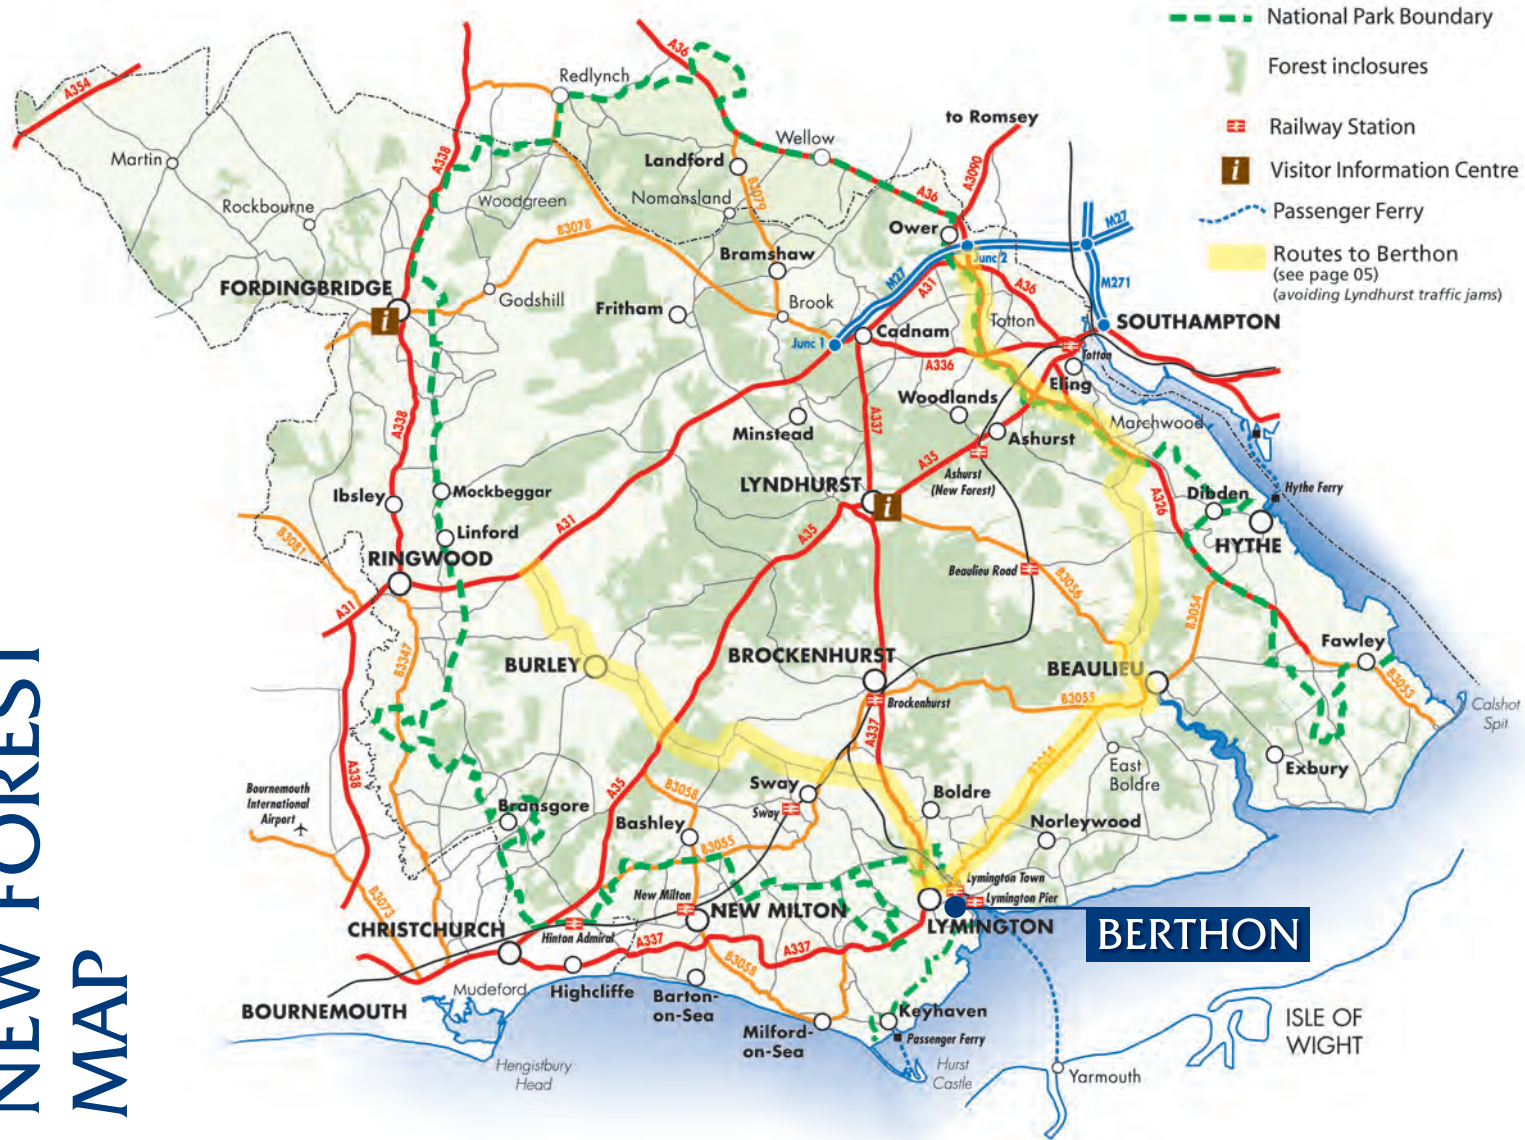 NEW FOREST
MAP
National Park Boundary
Forest inclosures
Railway Station
i
Visitor Information Centre
Passenger Ferry
Routes to Berthon
(see page 05)
(avoiding Lyndhurst traffic jams)
A354
A36
Redlynch
to Romsey
Martin
A338
Landford
Wellow
A3090
Woodgreen
Nomansland
B3079
A36
Rockbourne
B3078
Ower
M27
Bramshaw
Junc 2
M27
A31
A36
M271
FORDINGBRIDGE
i
Godshill
Fritham
Brook
Totton
SOUTHAMPTON
Junc 1
Cadnam
A336
Totton
Eling
A338
Woodlands
A337
Minstead
Marchwood
Ashurst
A35
Ashurst
(New Forest)
LYNDHURST
i
Ibsley
Mockbeggar
A326
Dibden
Hythe Ferry
A31
Linford
A35
B3081
HYTHE
RINGWOOD
Beaulieu Road
B3056
A31
B3054
B3347
BURLEY
BROCKENHURST
BEAULIEU
Fawley
B3053
Brockenhurst
B3055
A337
Calshot
Spit
B3054
East
Boldre
Exbury
A338
A35
B3058
Sway
Sway
Boldre
Bournemouth
International
Airport
Bransgore
Bashley
Norleywood
B3055
Lymington Town
New Milton
Lymington Pier
B3073
NEW MILTON
CHRISTCHURCH
Hinton Admiral
A337
A337
LYMINGTON
BERTHON
B3058
Mudeford
Highcliffe
Barton-
on-Sea
BOURNEMOUTH
Keyhaven
Milford-
on-Sea
Passenger Ferry
ISLE OF
WIGHT
Hengistbury
Head
Hurst
Castle
Yarmouth